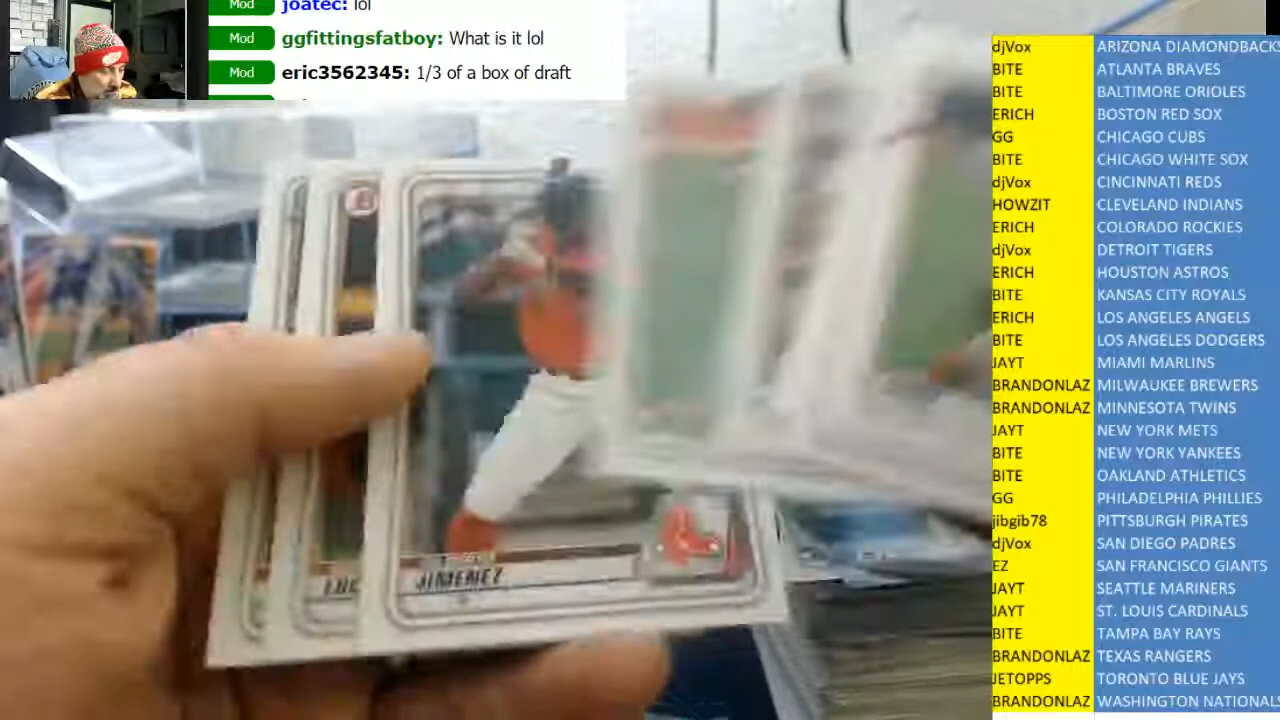 Mod joatec: lol
Mod ggfittingsfatboy: What is it lol
Mod eric3562345: 1/3 of a box of draft
JIMENEZ
djVox ARIZONA DIAMONDBACKS
BITE ATLANTA BRAVES
BITE BALTIMORE ORIOLES
ERICH BOSTON RED SOX
GG CHICAGO CUBS
BITE CHICAGO WHITE SOX
djVox CINCINNATI REDS
HOWZIT CLEVELAND INDIANS
ERICH COLORADO ROCKIES
djVox DETROIT TIGERS
ERICH HOUSTON ASTROS
BITE KANSAS CITY ROYALS
ERICH LOS ANGELES ANGELS
BITE LOS ANGELES DODGERS
JAYT MIAMI MARLINS
BRANDONLAZ MILWAUKEE BREWERS
BRANDONLAZ MINNESOTA TWINS
JAYT NEW YORK METS
BITE NEW YORK YANKEES
BITE OAKLAND ATHLETICS
GG PHILADELPHIA PHILLIES
jibgib78 PITTSBURGH PIRATES
djVox SAN DIEGO PADRES
EZ SAN FRANCISCO GIANTS
JAYT SEATTLE MARINERS
JAYT ST. LOUIS CARDINALS
BITE TAMPA BAY RAYS
BRANDONLAZ TEXAS RANGERS
JETOPPS TORONTO BLUE JAYS
BRANDONLAZ WASHINGTON NATIONALS